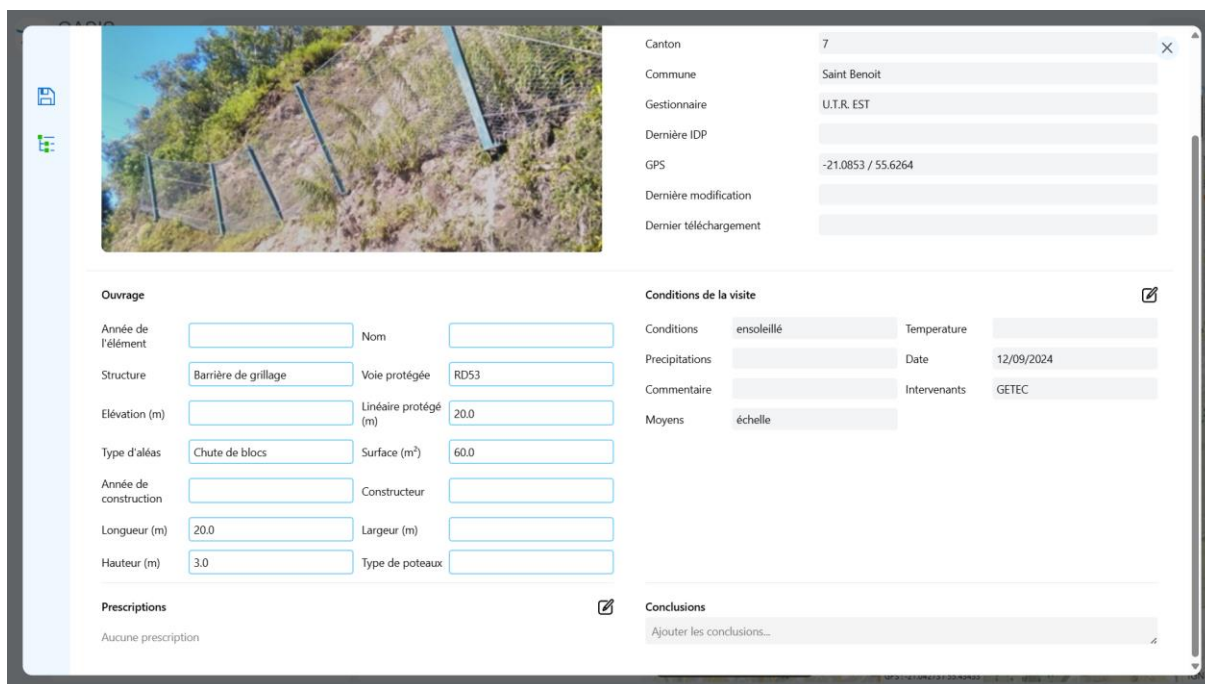 Canton 7
Commune Saint Benoit
Gestionnaire U.T.R. EST
Dernière IDP
GPS -21.0853 / 55.6264
Dernière modification
Dernier téléchargement
Ouvrage
Année de l'élément
Nom
Structure Barrière de grillage
Voie protégée RD53
Elévation (m)
Linéaire protégé (m) 20.0
Type d'aléas Chute de blocs
Surface (m²) 60.0
Année de construction
Constructeur
Longueur (m) 20.0
Largeur (m)
Hauteur (m) 3.0
Type de poteaux
Conditions de la visite
Conditions ensoleillé
Temperature
Precipitations
Date 12/09/2024
Commentaire
Intervenants GETEC
Moyens échelle
Prescriptions
Aucune prescription
Conclusions
Ajouter les conclusions...